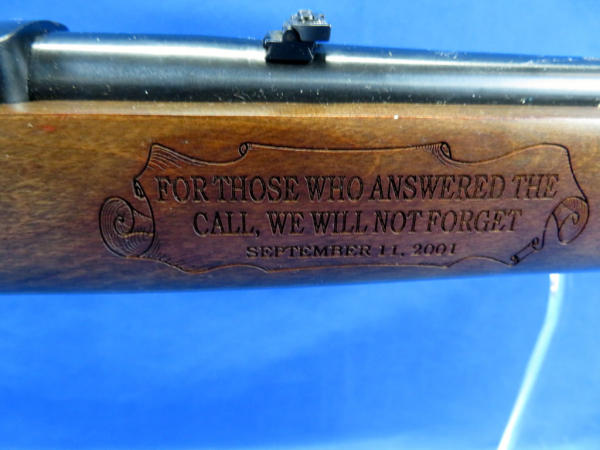 FOR THOSE WHO ANSWERED THE
CALL, WE WILL NOT FORGET
SEPTEMBER 11, 2001